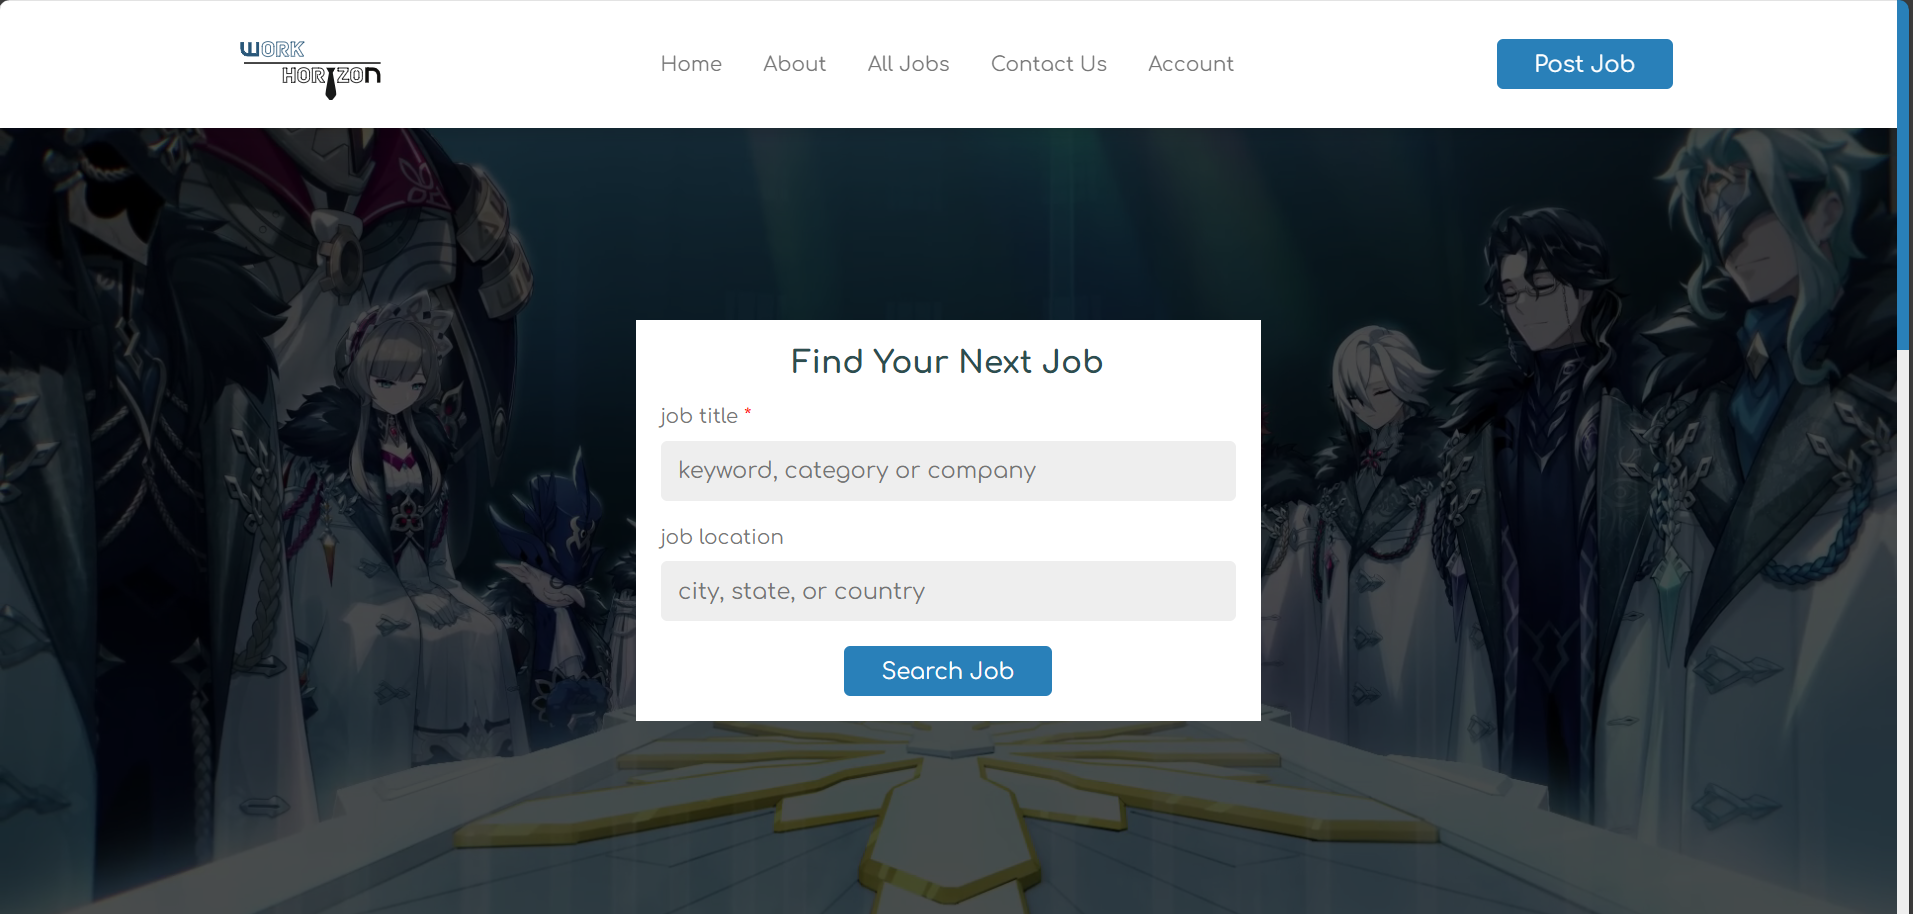 WORK
HORIZON
Home
About
All Jobs
Contact Us
Account
Post Job
Find Your Next Job
job title *
keyword, category or company
job location
city, state, or country
Search Job